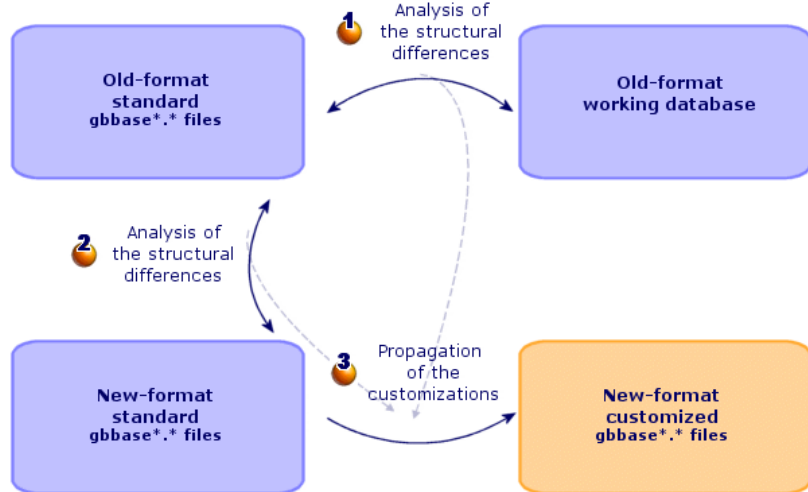 1
Analysis of
the structural
differences
Old-format
standard
gbbase*.* files
Old-format
working database
2
Analysis of
the structural
differences
3
Propagation
of the
customizations
New-format
standard
gbbase*.* files
New-format
customized
gbbase*.* files